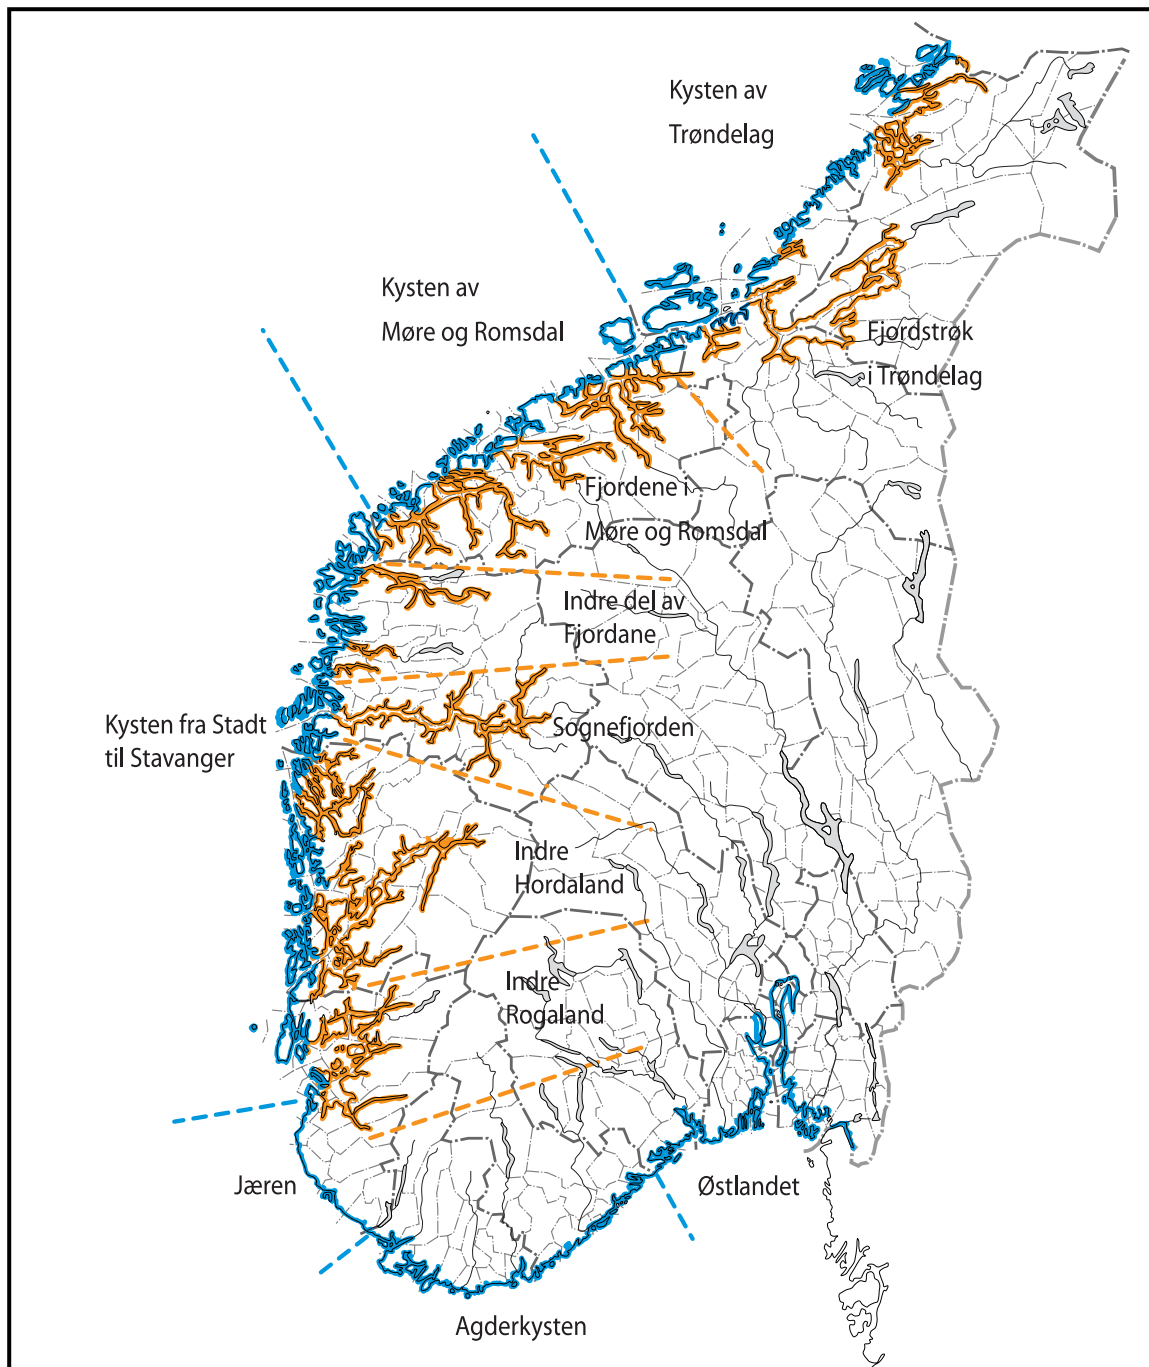 Kysten av
Trøndelag
Kysten av
Møre og Romsdal
Fjordstrøk
i Trøndelag
Fjordene i
Møre og Romsdal
Indre del av
Fjordane
Sognefjorden
Kysten fra Stadt
til Stavanger
Indre
Hordaland
Indre
Rogaland
Jæren
Østlandet
Agderkysten